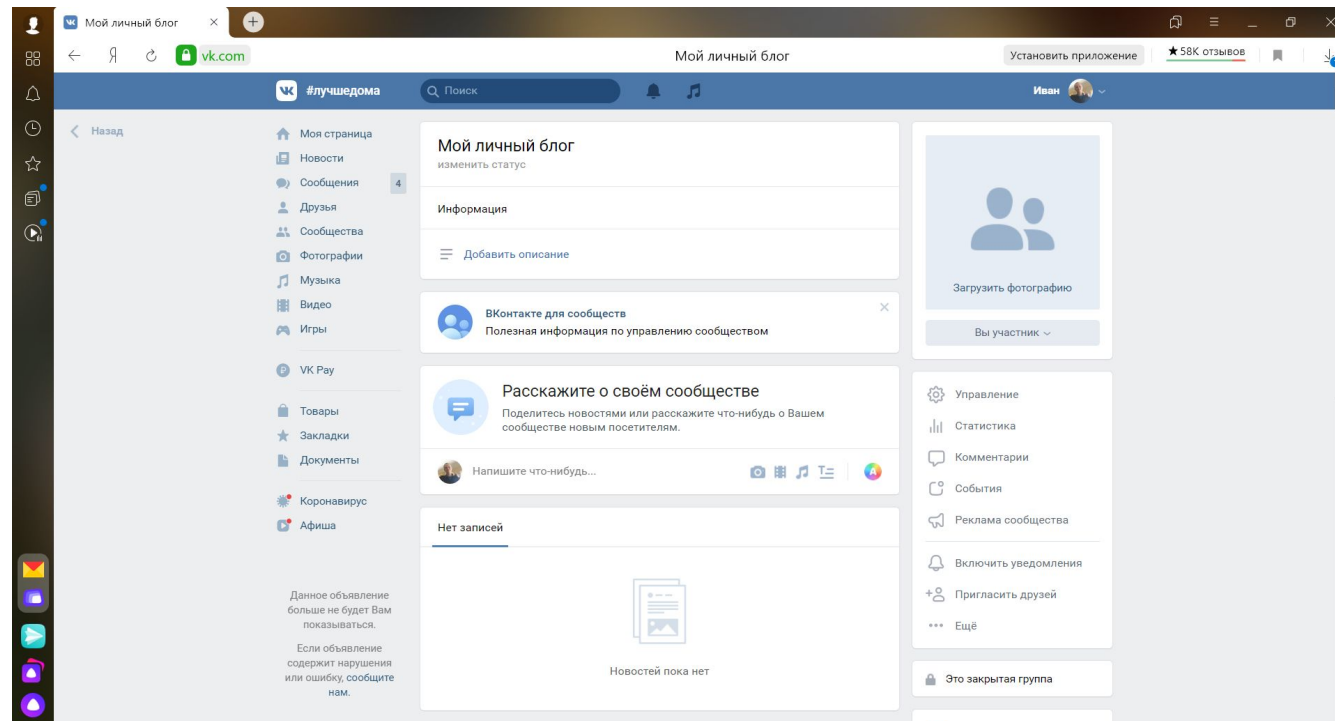 Мой личный блог
vk.com
Мой личный блог
Установить приложение
★ 58K отзывов
#лучшедома
Поиск
Иван
Назад
Моя страница
Новости
Сообщения 4
Друзья
Сообщества
Фотографии
Музыка
Видео
Игры
VK Pay
Товары
Закладки
Документы
Коронавирус
Афиша
Данное объявление
больше не будет Вам
показываться.
Если объявление
содержит нарушения
или ошибку, сообщите
нам.
Мой личный блог
изменить статус
Информация
Добавить описание
ВКонтакте для сообществ
Полезная информация по управлению сообществом
Расскажите о своём сообществе
Поделитесь новостями или расскажите что-нибудь о Вашем
сообществе новым посетителям.
Напишите что-нибудь...
Нет записей
Новостей пока нет
Загрузить фотографию
Вы участник
Управление
Статистика
Комментарии
События
Реклама сообщества
Включить уведомления
Пригласить друзей
Ещё
Это закрытая группа